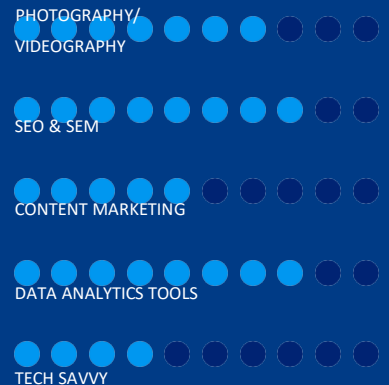 PHOTOGRAPHY/
VIDEOGRAPHY
SEO & SEM
CONTENT MARKETING
DATA ANALYTICS TOOLS
TECH SAVVY